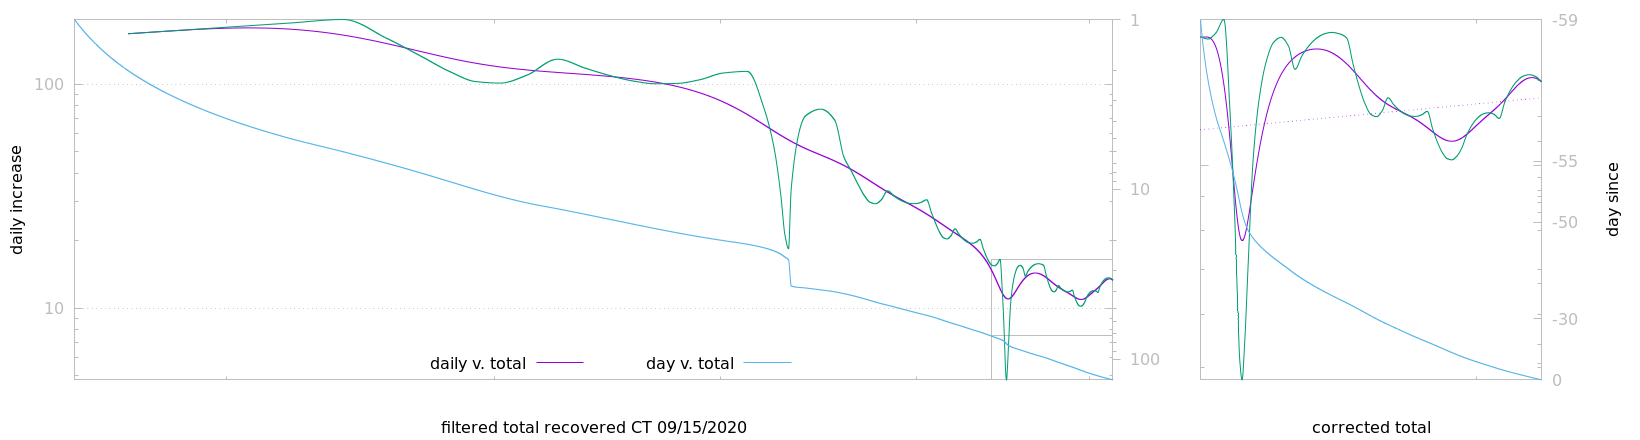 1
-59
100
daily increase
10
-55
day since
-50
10
-30
daily v. total
day v. total
100
0
filtered total recovered CT 09/15/2020
corrected total